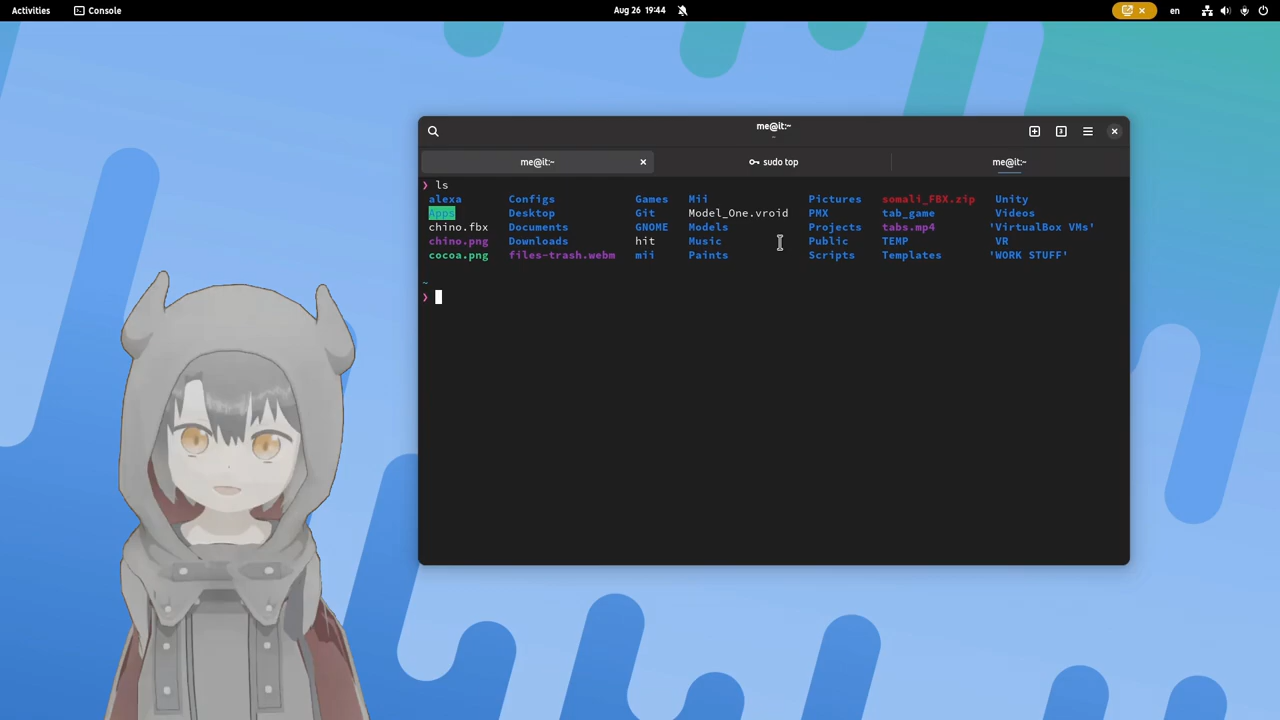 Activities Console Aug 26 19:44 en
me@it:~
me@it:~ sudo top me@it:~
❯ ls
alexa Configs Games Mii Pictures somali_FBX.zip Unity
Apps Desktop Git Model_One.vroid PMX tab_game Videos
chino.fbx Documents GNOME Models Projects tabs.mp4 'VirtualBox VMs'
chino.png Downloads hit Music Public TEMP VR
cocoa.png files-trash.webm mii Paints Scripts Templates 'WORK STUFF'
~
❯